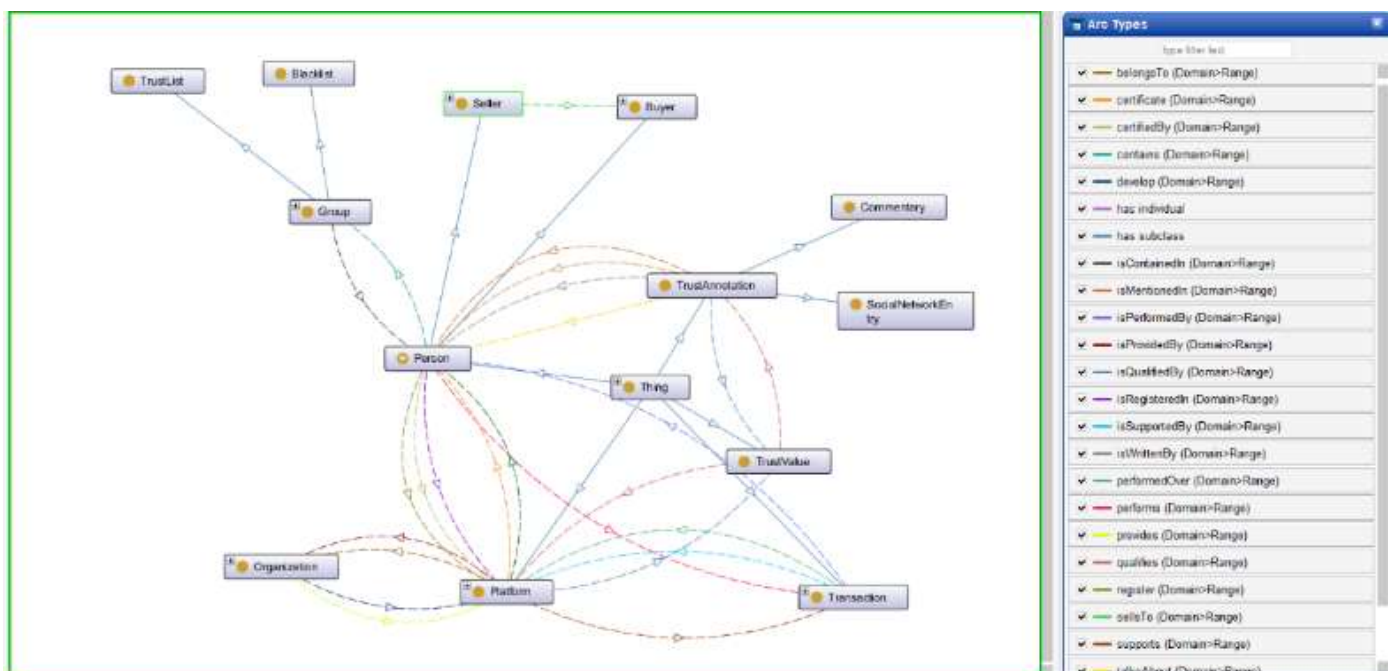 TrustList
Blacklist
Seller
Buyer
Group
Commentary
TrustAnnotation
SocialNetworkEn
try
Person
Thing
TrustValue
Organization
Platform
Transaction
Arc Types
type filter text
belongsTo (Domain>Range)
certificate (Domain>Range)
certifiedBy (Domain>Range)
contains (Domain>Range)
develop (Domain>Range)
has individual
has subclass
isContainedIn (Domain>Range)
isMentionedIn (Domain>Range)
isPerformedBy (Domain>Range)
isProvidedBy (Domain>Range)
isQualifiedBy (Domain>Range)
isRegisteredIn (Domain>Range)
isSupportedBy (Domain>Range)
isWrittenBy (Domain>Range)
performedOver (Domain>Range)
performs (Domain>Range)
provides (Domain>Range)
qualifies (Domain>Range)
register (Domain>Range)
sellsTo (Domain>Range)
supports (Domain>Range)